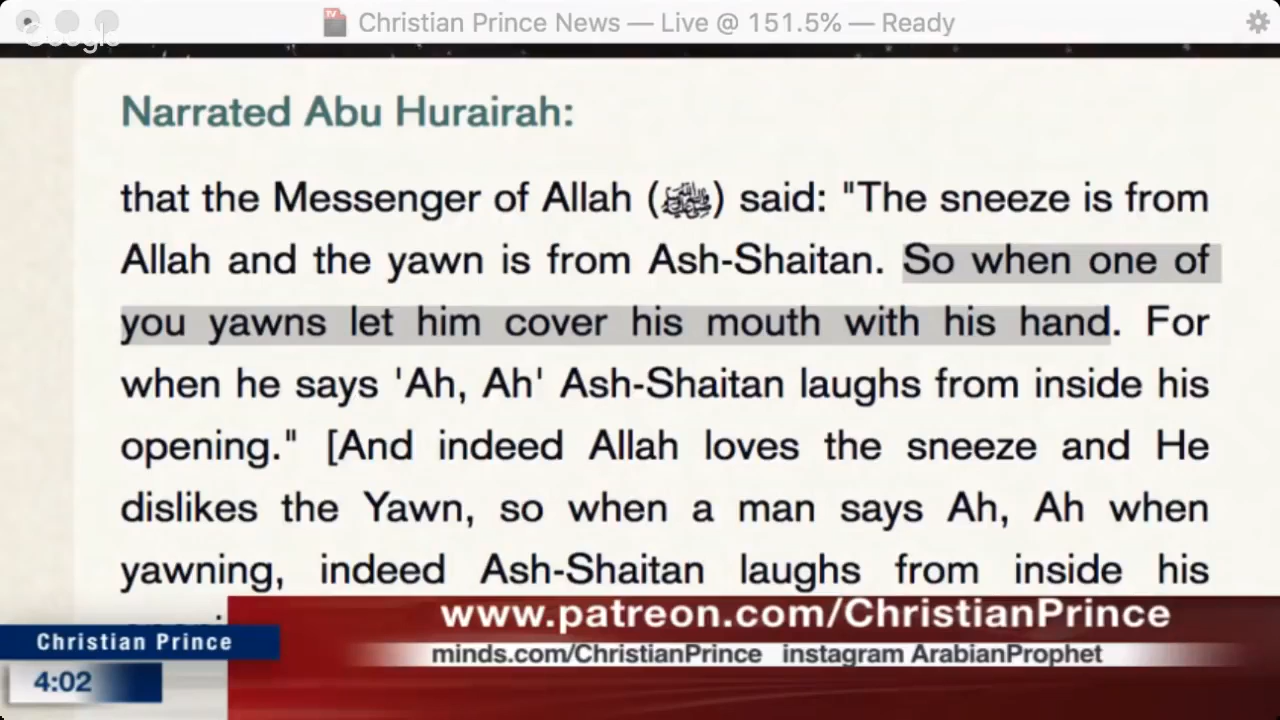 Christian Prince News — Live @ 151.5% — Ready
Google
Narrated Abu Hurairah:
that the Messenger of Allah (ﷺ) said: "The sneeze is from
Allah and the yawn is from Ash-Shaitan. So when one of
you yawns let him cover his mouth with his hand. For
when he says 'Ah, Ah' Ash-Shaitan laughs from inside his
opening." [And indeed Allah loves the sneeze and He
dislikes the Yawn, so when a man says Ah, Ah when
yawning, indeed Ash-Shaitan laughs from inside his
www.patreon.com/ChristianPrince
Christian Prince
minds.com/ChristianPrince instagram ArabianProphet
4:02